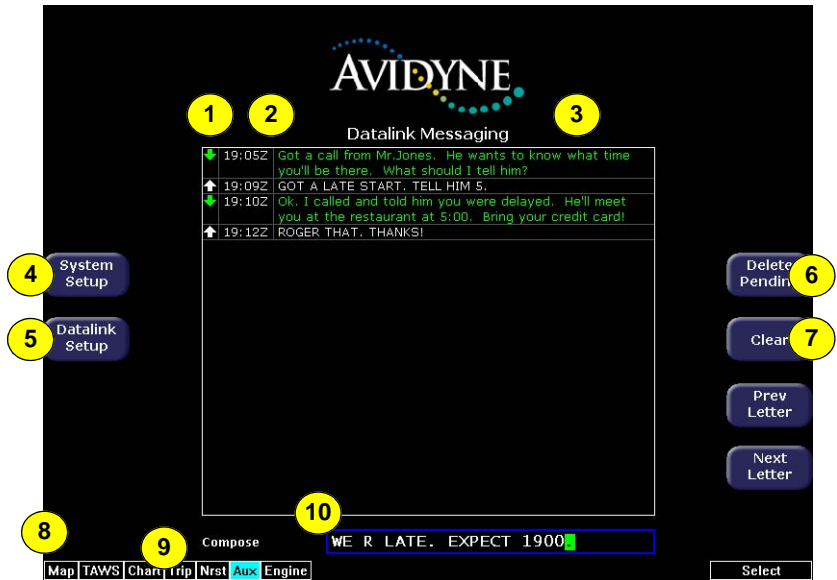 AVIDYNE
1 2 3
Datalink Messaging
19:05Z Got a call from Mr.Jones. He wants to know what time
you'll be there. What should I tell him?
19:09Z GOT A LATE START. TELL HIM 5.
19:10Z Ok. I called and told him you were delayed. He'll meet
you at the restaurant at 5:00. Bring your credit card!
19:12Z ROGER THAT. THANKS!
4 System
Setup
5 Datalink
Setup
Delete 6
Pending
Clear 7
Prev
Letter
Next
Letter
8
9
10
Compose WE R LATE. EXPECT 1900.
Map TAWS Chart Trip Nrst Aux Engine Select